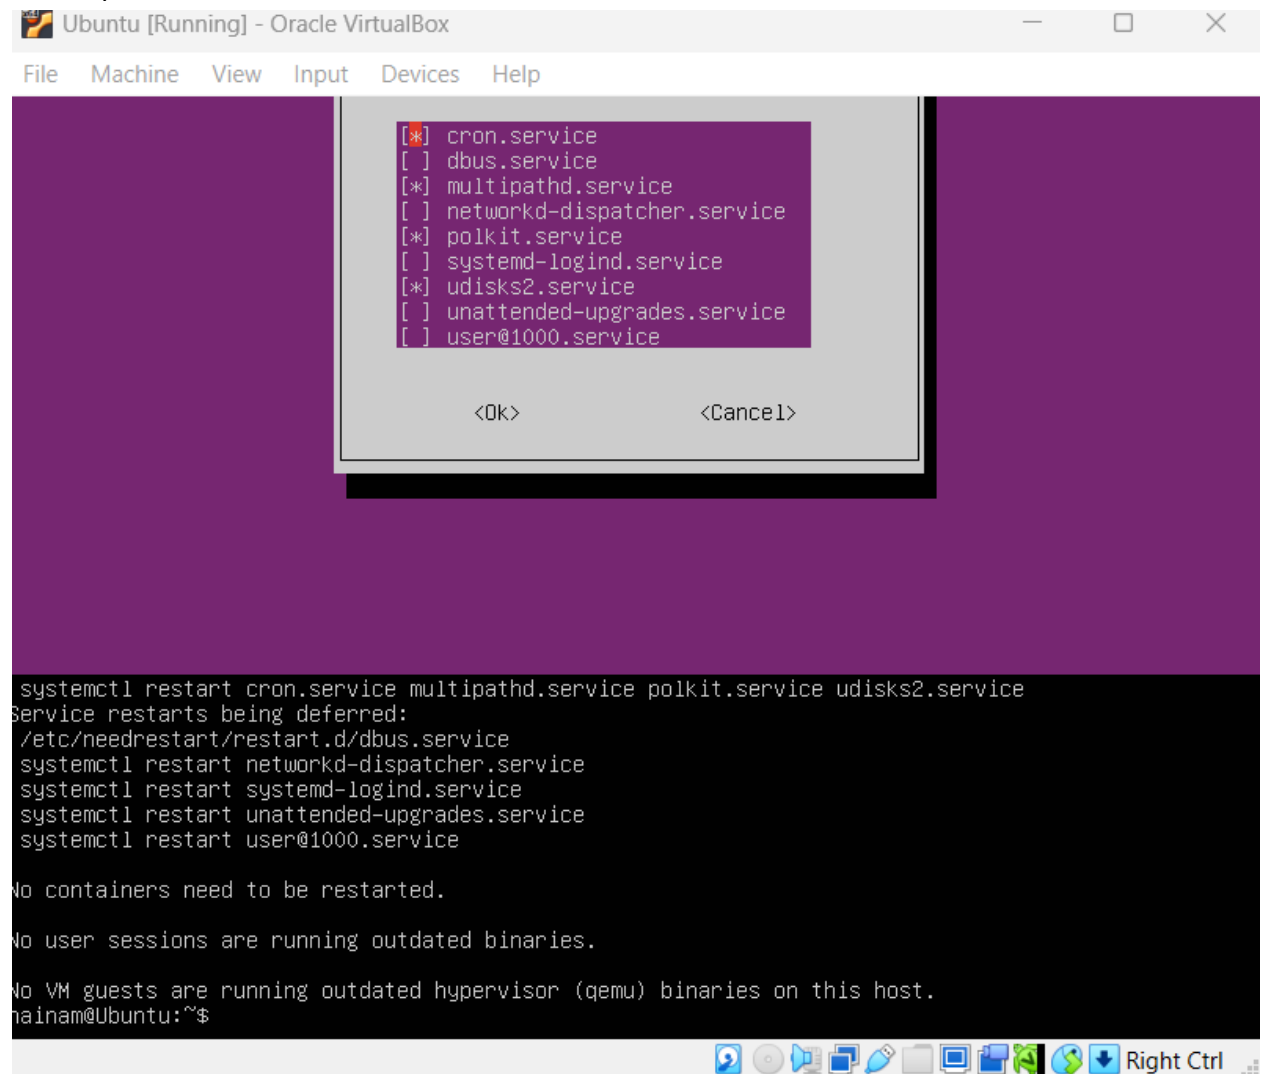 Ubuntu [Running] - Oracle VirtualBox
File Machine View Input Devices Help
[*] cron.service
[ ] dbus.service
[*] multipathd.service
[ ] networkd-dispatcher.service
[*] polkit.service
[ ] systemd-logind.service
[*] udisks2.service
[ ] unattended-upgrades.service
[ ] user@1000.service
<Ok> <Cancel>
systemctl restart cron.service multipathd.service polkit.service udisks2.service
Service restarts being deferred:
/etc/needrestart/restart.d/dbus.service
systemctl restart networkd-dispatcher.service
systemctl restart systemd-logind.service
systemctl restart unattended-upgrades.service
systemctl restart user@1000.service
No containers need to be restarted.
No user sessions are running outdated binaries.
No VM guests are running outdated hypervisor (qemu) binaries on this host.
nainam@Ubuntu:~$
Right Ctrl